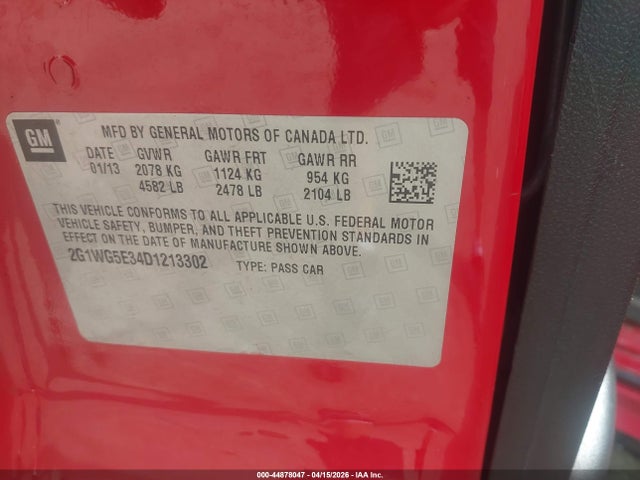 GM
MFD BY GENERAL MOTORS OF CANADA LTD.
DATE GVWR GAWR FRT GAWR RR
01/13 2078 KG 1124 KG 954 KG
4582 LB 2478 LB 2104 LB
THIS VEHICLE CONFORMS TO ALL APPLICABLE U.S. FEDERAL MOTOR
VEHICLE SAFETY, BUMPER, AND THEFT PREVENTION STANDARDS IN
EFFECT ON THE DATE OF MANUFACTURE SHOWN ABOVE.
2G1WG5E34D1213302 TYPE: PASS CAR
000-44878047 - 04/15/2026 - IAA Inc.